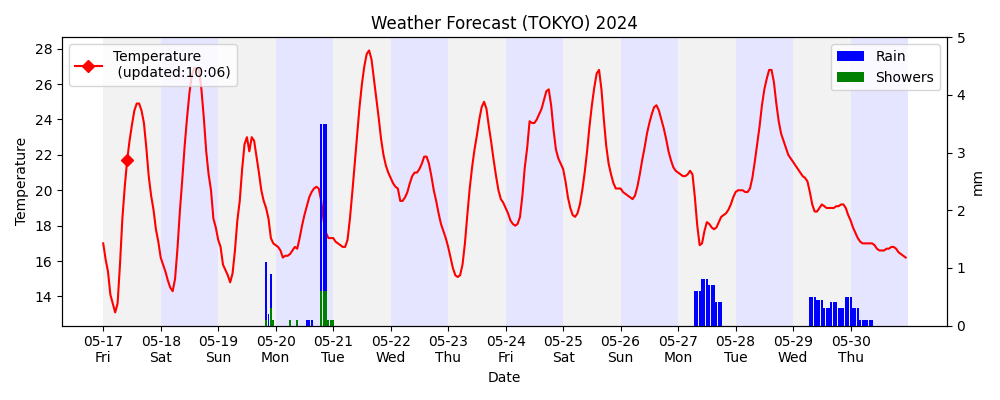 Weather Forecast (TOKYO) 2024
Temperature
(updated:10:06)
Rain
Showers
28
26
24
22
20
18
16
14
Temperature
5
4
3
2
1
0
mm
05-17 05-18 05-19 05-20 05-21 05-22 05-23 05-24 05-25 05-26 05-27 05-28 05-29 05-30
Fri Sat Sun Mon Tue Wed Thu Fri Sat Sun Mon Tue Wed Thu
Date